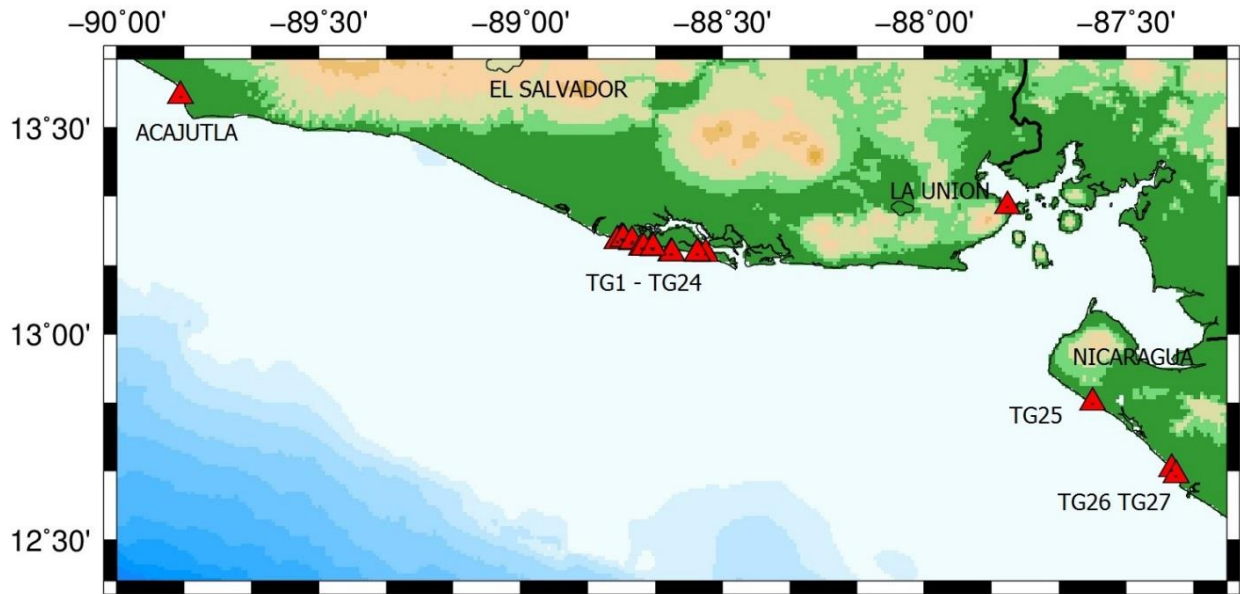 −90˚00' −89˚30' −89˚00' −88˚30' −88˚00' −87˚30'
EL SALVADOR
13˚30'
ACAJUTLA
LA UNION
TG1 - TG24
13˚00'
NICARAGUA
TG25
TG26 TG27
12˚30'